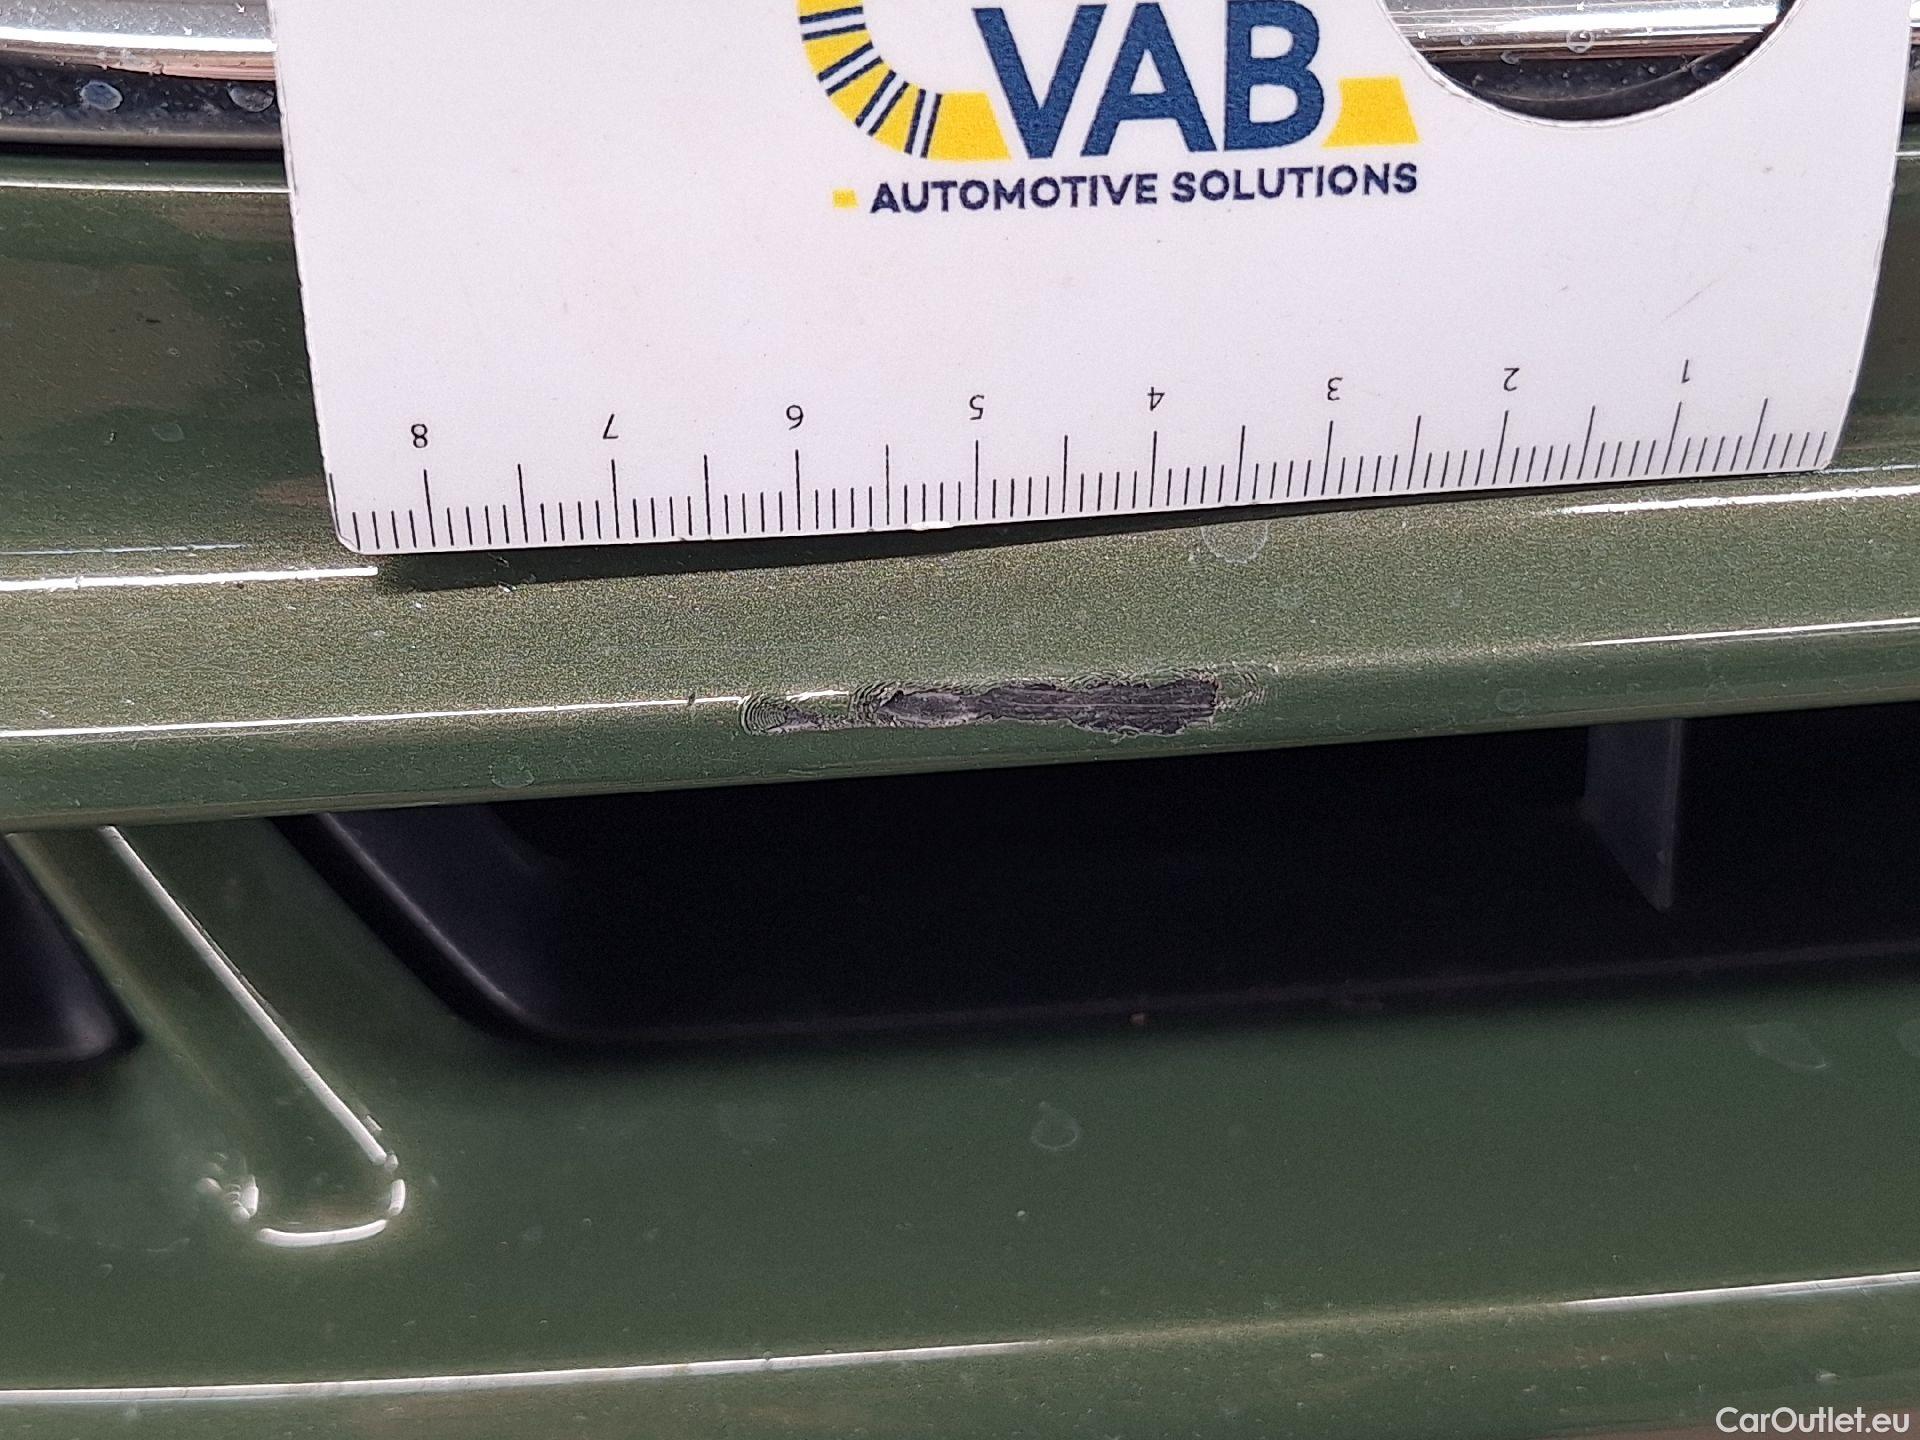 VAB
AUTOMOTIVE SOLUTIONS
8 7 6 5 4 3 2 1
CarOutlet.eu